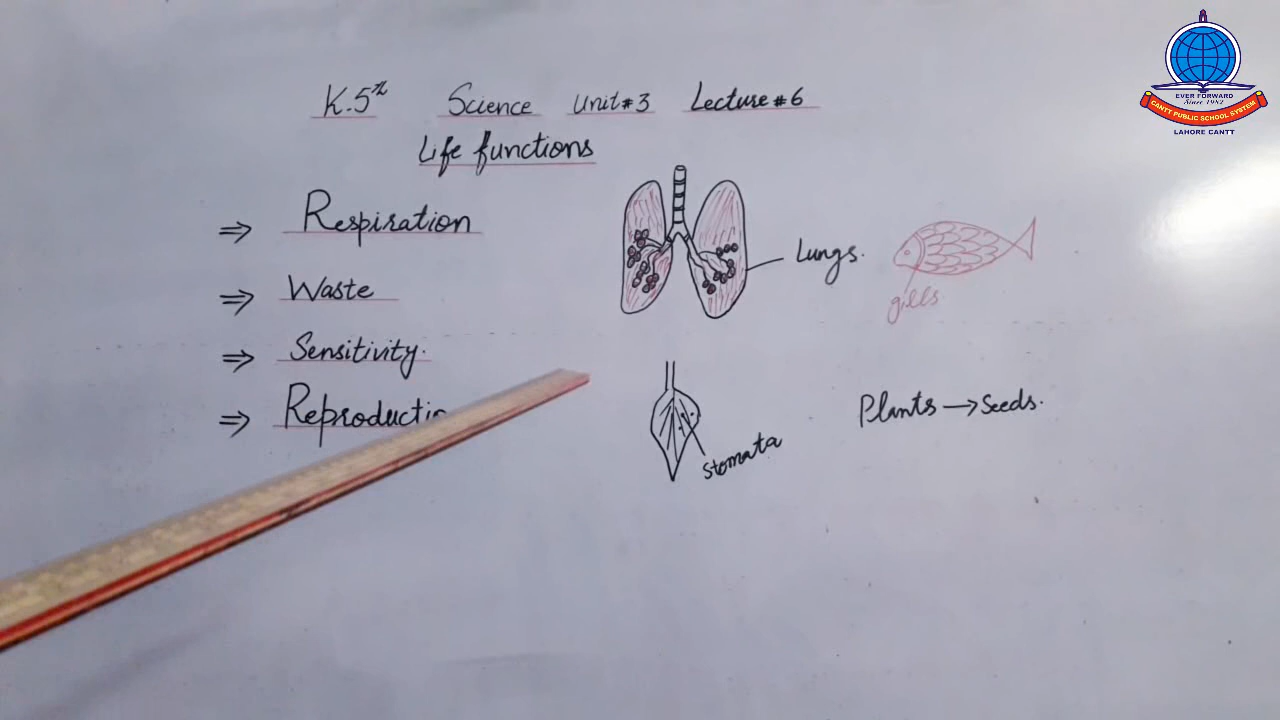 K.5th Science Unit#3 Lecture#6
Life functions
⇒ Respiration
⇒ Waste
⇒ Sensitivity.
⇒ Reproductio
Lungs.
gills
stomata
Plants → Seeds.
EVER FORWARD
Since 1982
CANTT PUBLIC SCHOOL SYSTEM
LAHORE CANTT